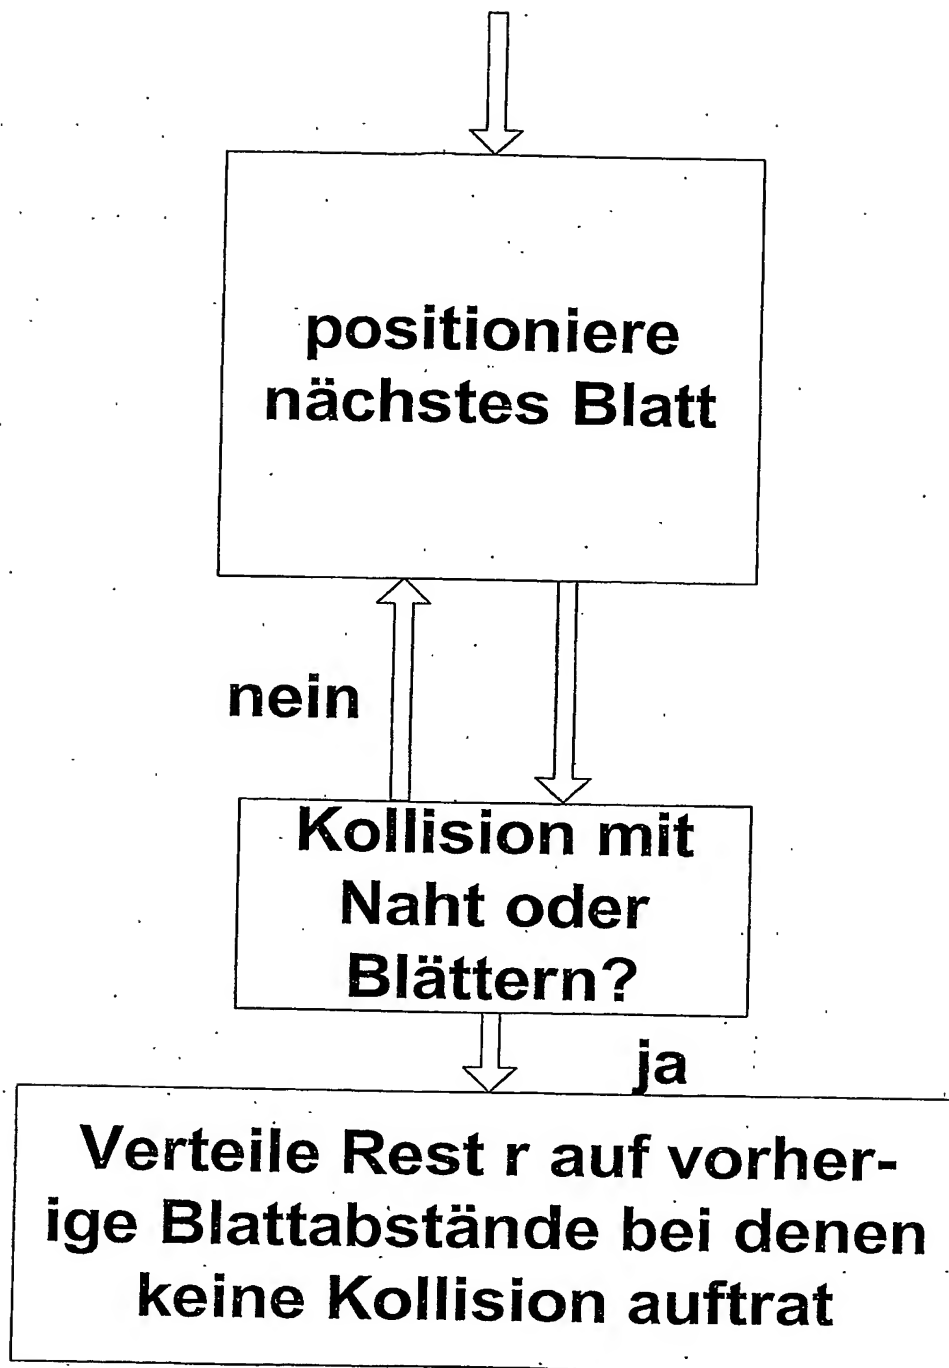 positioniere
nächstes Blatt
nein
Kollision mit
Naht oder
Blättern?
ja
Verteile Rest r auf vorher-
ige Blattabstände bei denen
keine Kollision auftrat